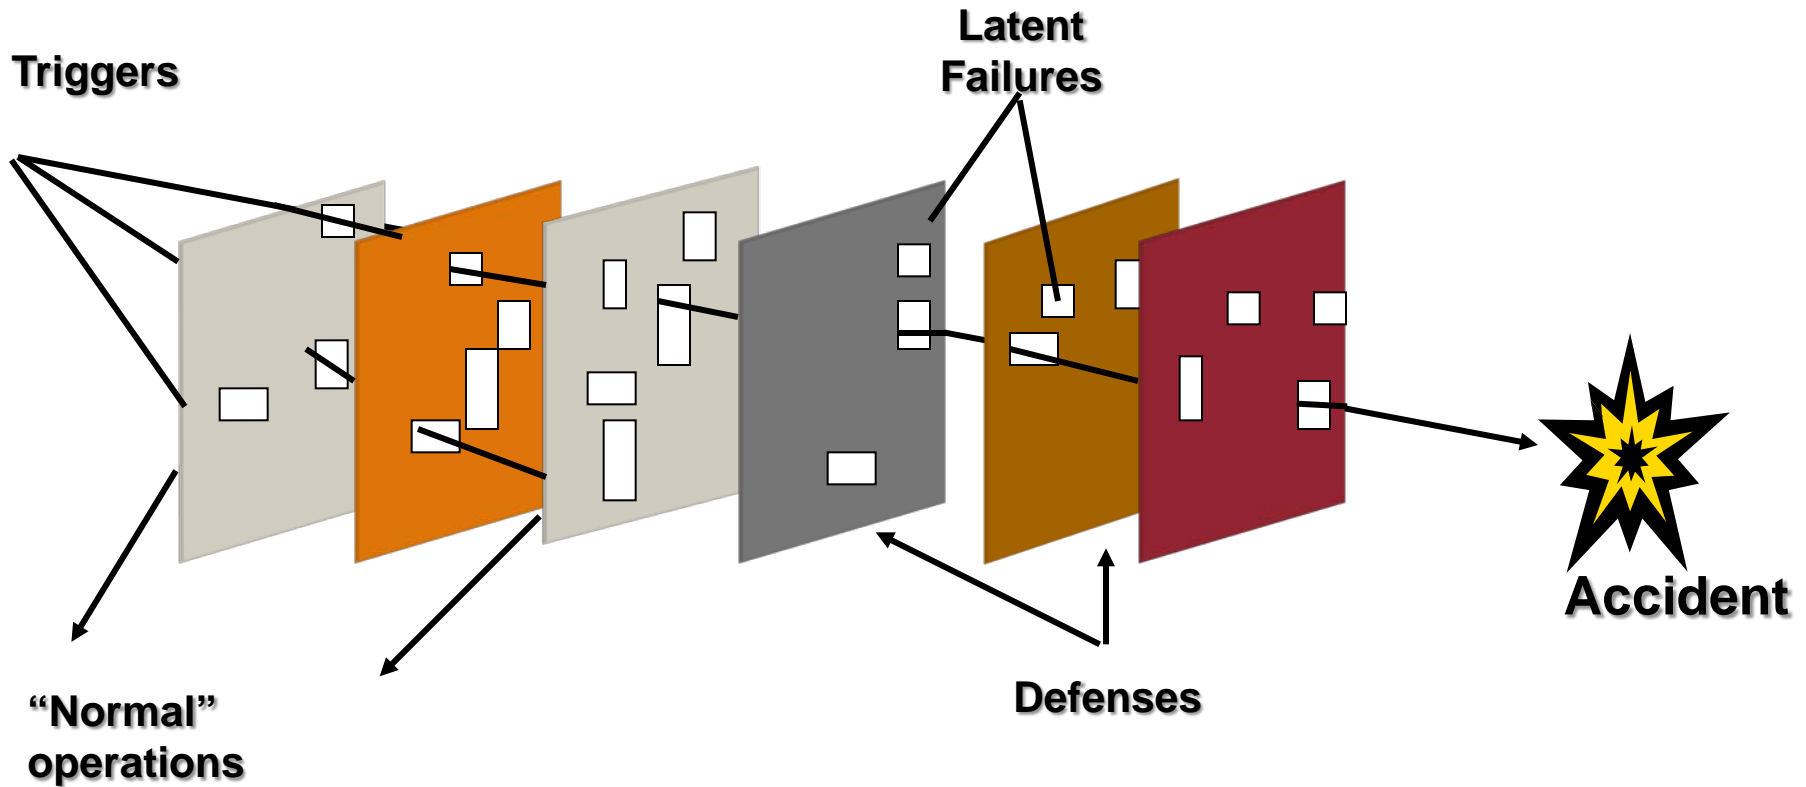 Triggers
Latent
Failures
Accident
Defenses
“Normal”
operations